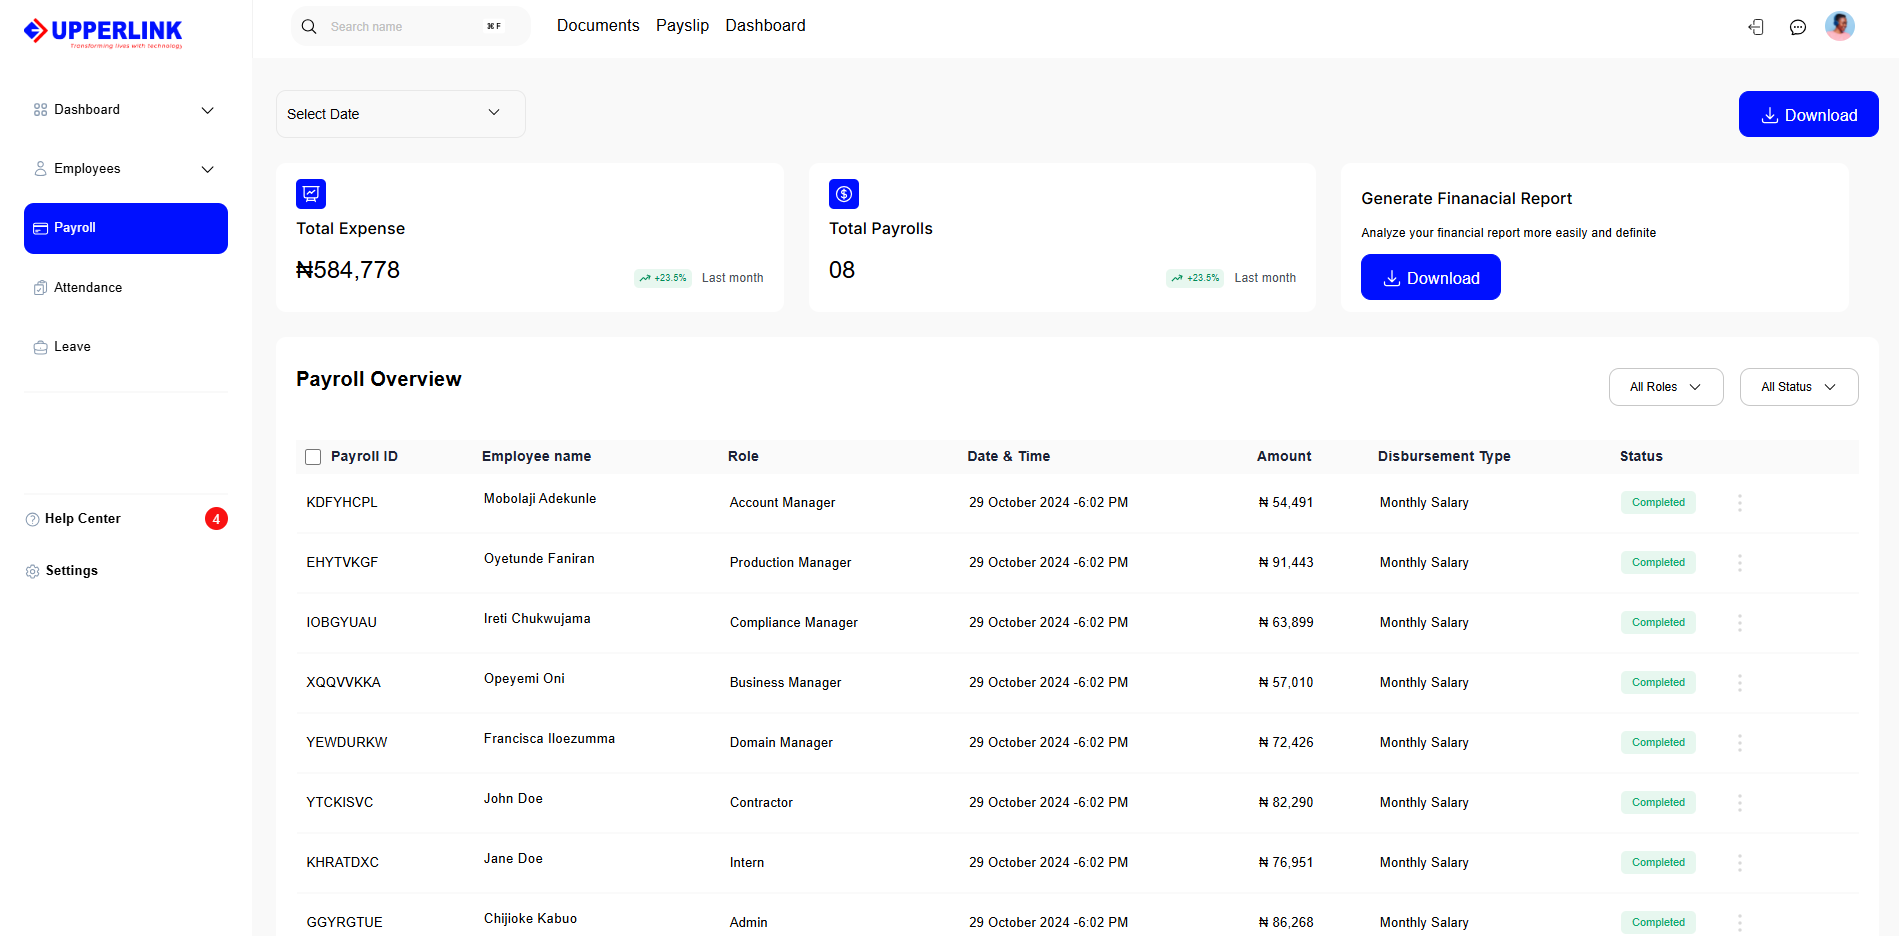 UPPERLINK
Transforming lives with technology
Search name
⌘ F
Documents Payslip Dashboard
Dashboard
Employees
Payroll
Attendance
Leave
Help Center 4
Settings
Select Date
Download
Total Expense
₦584,778
+23.5% Last month
Total Payrolls
08
+23.5% Last month
Generate Finanacial Report
Analyze your financial report more easily and definite
Download
Payroll Overview
All Roles
All Status
Payroll ID Employee name Role Date & Time Amount Disbursement Type Status
KDFYHCPL Mobolaji Adekunle Account Manager 29 October 2024 -6:02 PM ₦ 54,491 Monthly Salary Completed
EHYTVKGF Oyetunde Faniran Production Manager 29 October 2024 -6:02 PM ₦ 91,443 Monthly Salary Completed
IOBGYUAU Ireti Chukwujama Compliance Manager 29 October 2024 -6:02 PM ₦ 63,899 Monthly Salary Completed
XQQVVKKA Opeyemi Oni Business Manager 29 October 2024 -6:02 PM ₦ 57,010 Monthly Salary Completed
YEWDURKW Francisca Iloezumma Domain Manager 29 October 2024 -6:02 PM ₦ 72,426 Monthly Salary Completed
YTCKISVC John Doe Contractor 29 October 2024 -6:02 PM ₦ 82,290 Monthly Salary Completed
KHRATDXC Jane Doe Intern 29 October 2024 -6:02 PM ₦ 76,951 Monthly Salary Completed
GGYRGTUE Chijioke Kabuo Admin 29 October 2024 -6:02 PM ₦ 86,268 Monthly Salary Completed